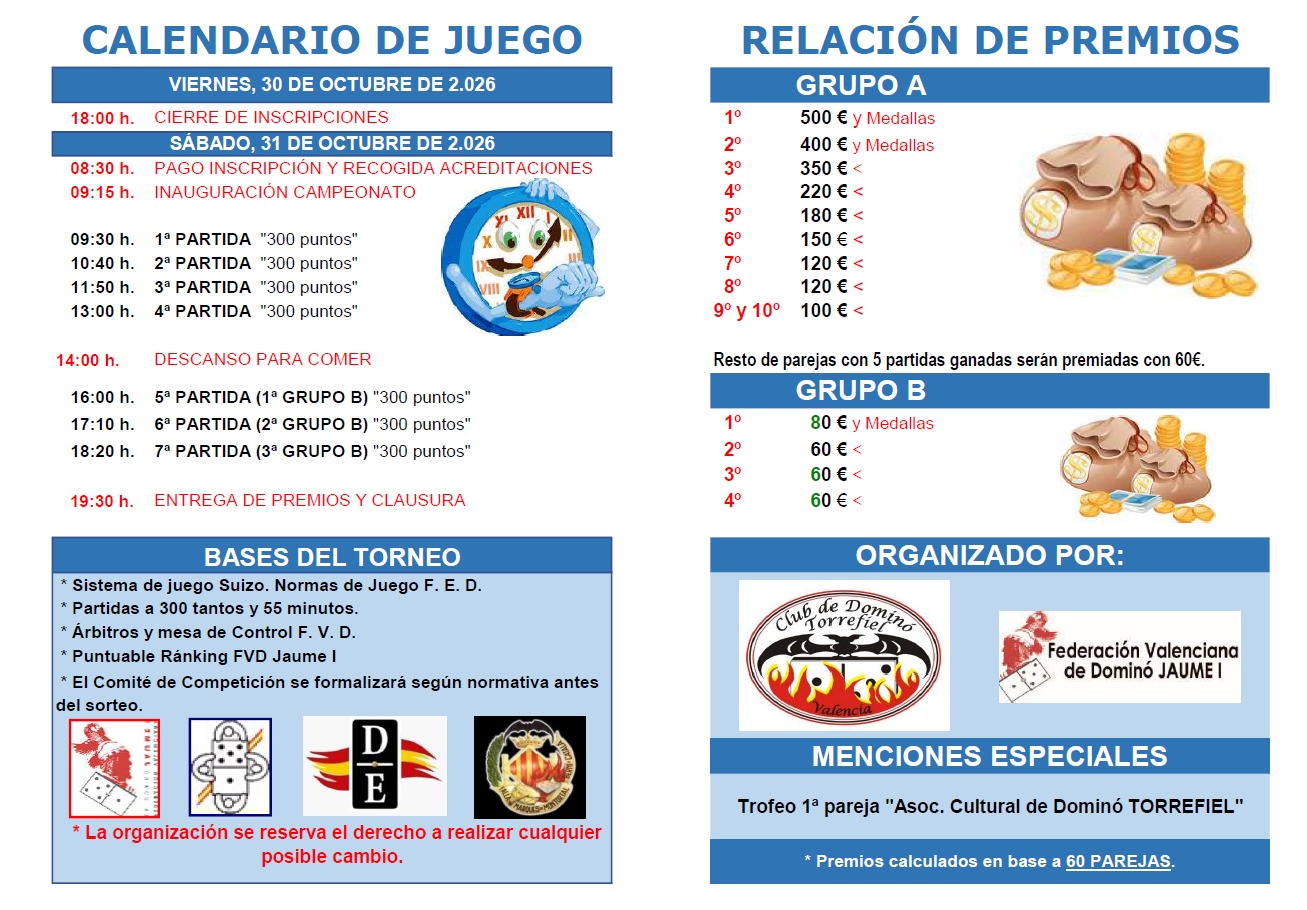 CALENDARIO DE JUEGO
VIERNES, 30 DE OCTUBRE DE 2.026
18:00 h. CIERRE DE INSCRIPCIONES
SÁBADO, 31 DE OCTUBRE DE 2.026
08:30 h. PAGO INSCRIPCIÓN Y RECOGIDA ACREDITACIONES
09:15 h. INAUGURACIÓN CAMPEONATO
09:30 h. 1ª PARTIDA "300 puntos"
10:40 h. 2ª PARTIDA "300 puntos"
11:50 h. 3ª PARTIDA "300 puntos"
13:00 h. 4ª PARTIDA "300 puntos"
14:00 h. DESCANSO PARA COMER
16:00 h. 5ª PARTIDA (1ª GRUPO B) "300 puntos"
17:10 h. 6ª PARTIDA (2ª GRUPO B) "300 puntos"
18:20 h. 7ª PARTIDA (3ª GRUPO B) "300 puntos"
19:30 h. ENTREGA DE PREMIOS Y CLAUSURA
BASES DEL TORNEO
* Sistema de juego Suizo. Normas de Juego F. E. D.
* Partidas a 300 tantos y 55 minutos.
* Árbitros y mesa de Control F. V. D.
* Puntuable Ránking FVD Jaume I
* El Comité de Competición se formalizará según normativa antes
del sorteo.
D
E
* La organización se reserva el derecho a realizar cualquier
posible cambio.
RELACIÓN DE PREMIOS
GRUPO A
1º 500 € y Medallas
2º 400 € y Medallas
3º 350 € <
4º 220 € <
5º 180 € <
6º 150 € <
7º 120 € <
8º 120 € <
9º y 10º 100 € <
Resto de parejas con 5 partidas ganadas serán premiadas con 60€.
GRUPO B
1º 80 € y Medallas
2º 60 € <
3º 60 € <
4º 60 € <
ORGANIZADO POR:
Club de Dominó
Torrefiel
Valencia
Federación Valenciana
de Dominó JAUME I
MENCIONES ESPECIALES
Trofeo 1ª pareja "Asoc. Cultural de Dominó TORREFIEL"
* Premios calculados en base a 60 PAREJAS.